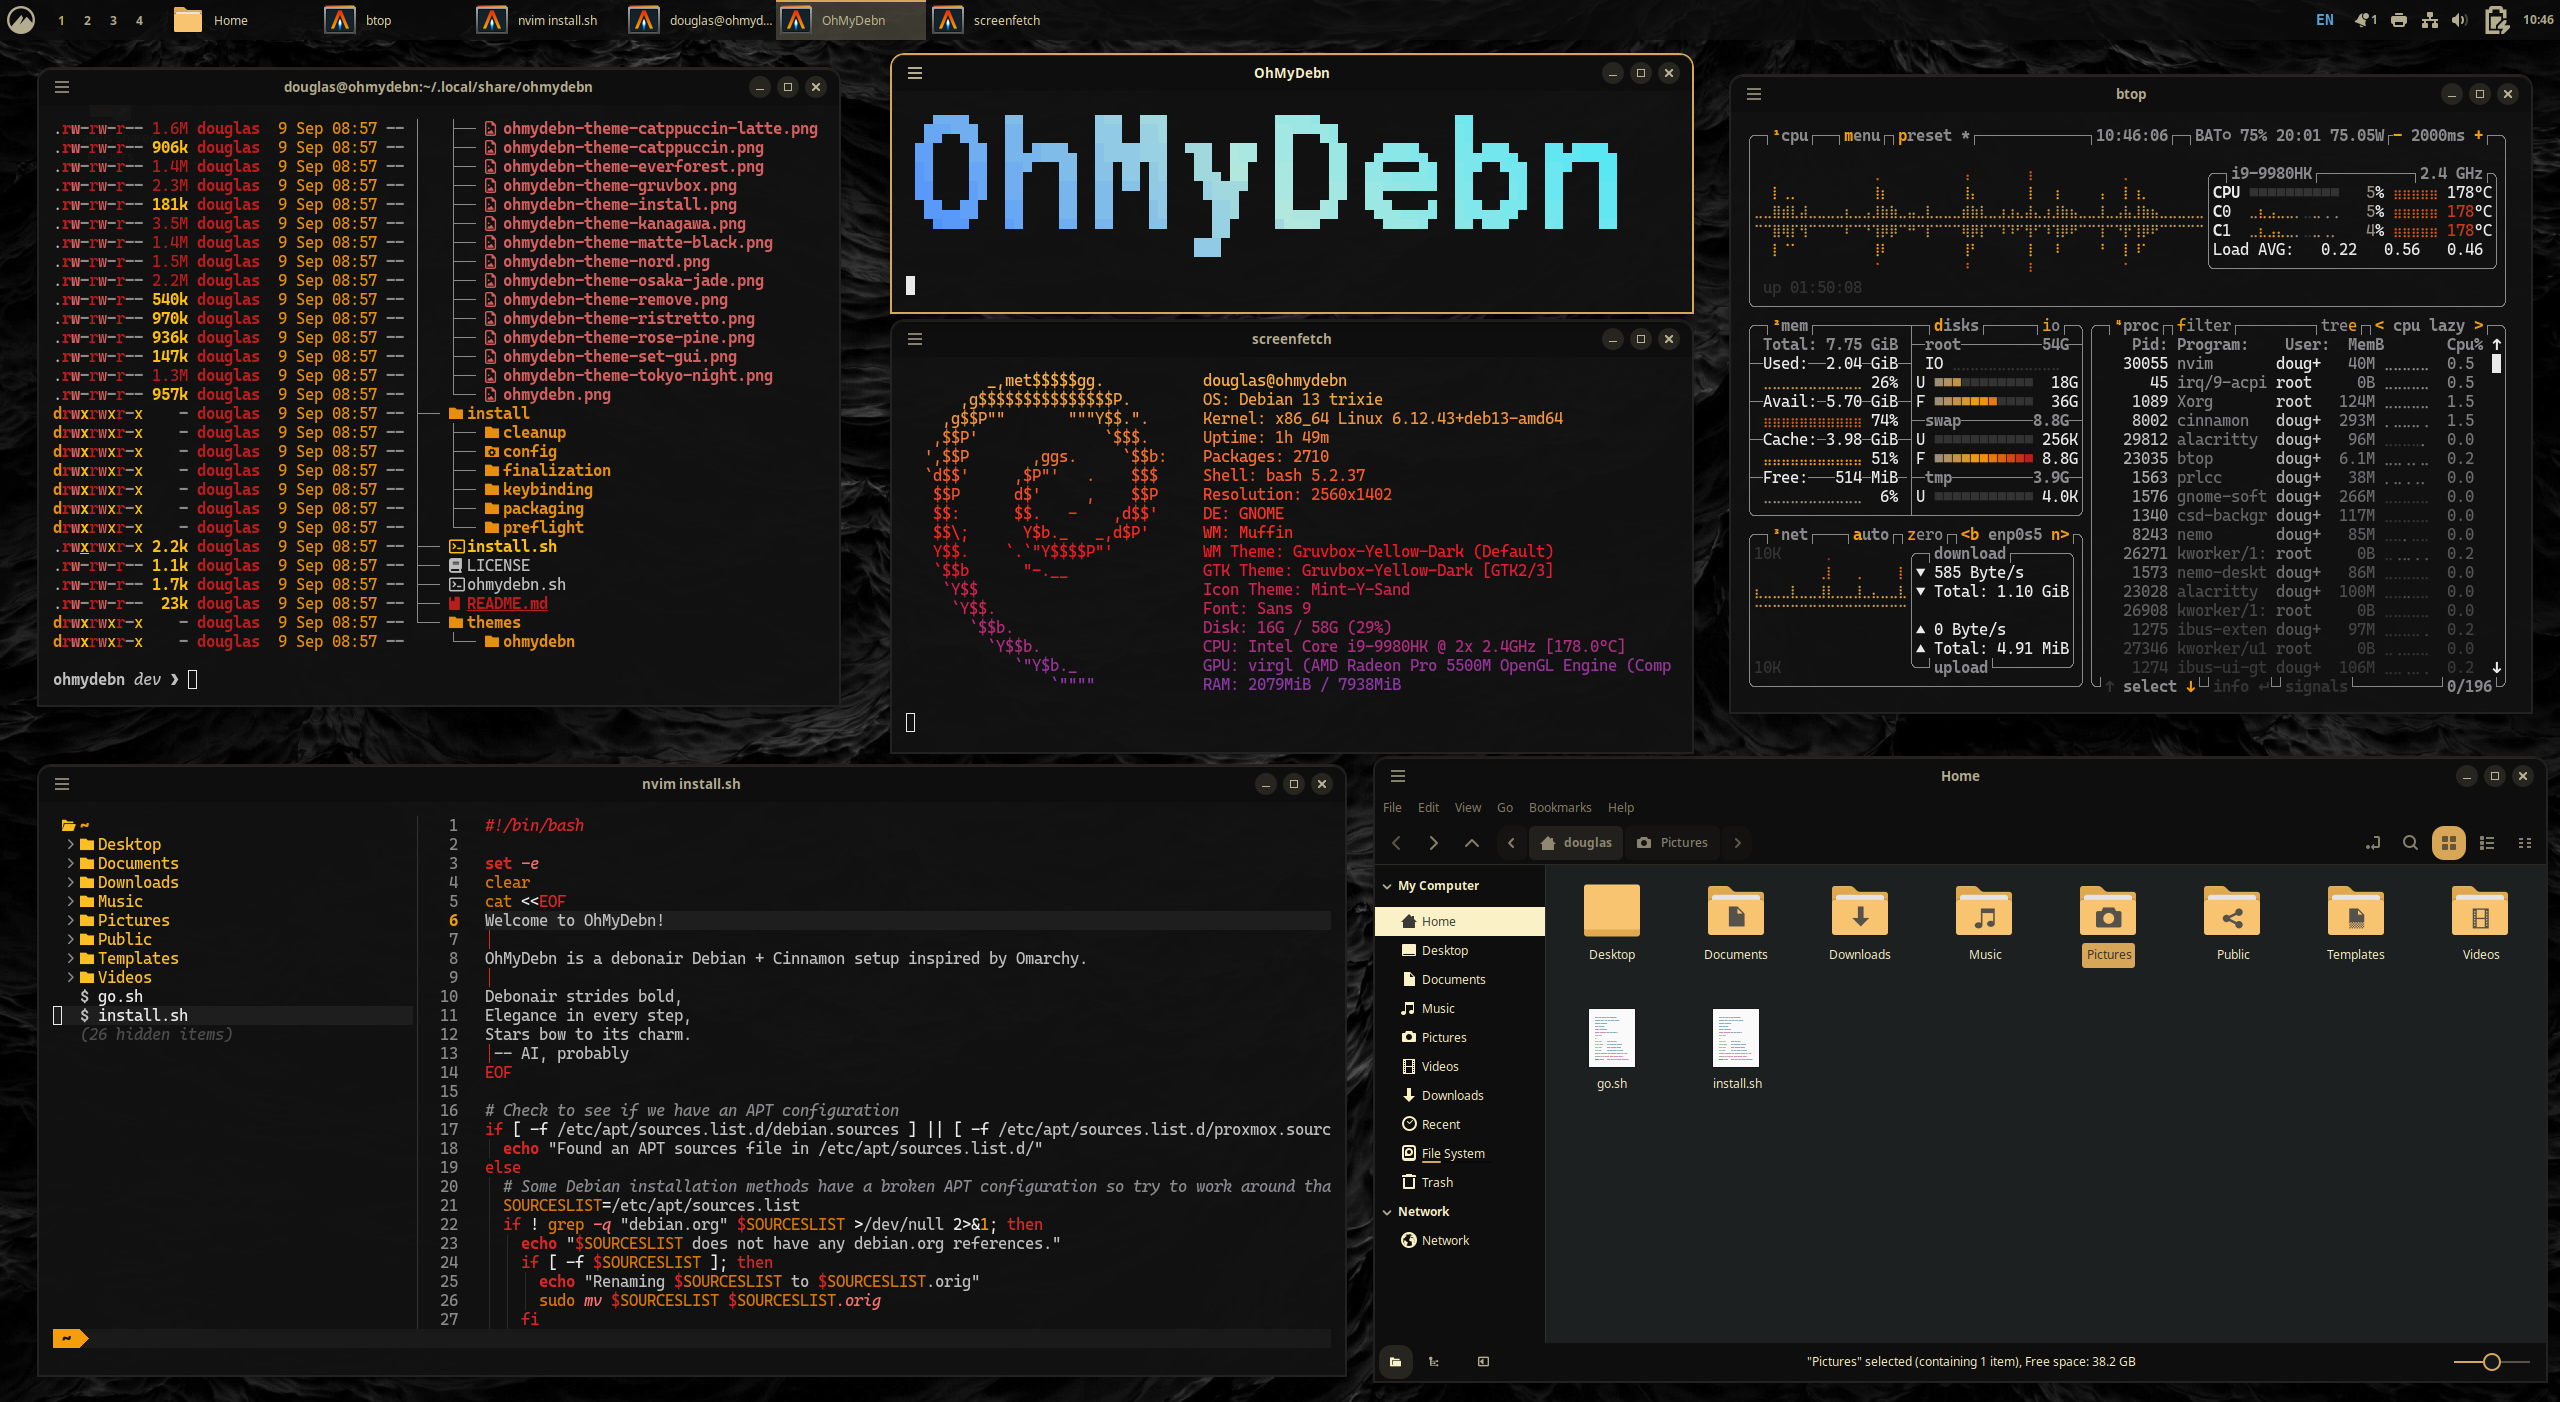 1 2 3 4 Home btop nvim install.sh douglas@ohmyd... OhMyDebn screenfetch EN 1 10:46
douglas@ohmydebn:~/.local/share/ohmydebn
.rw-rw-r-- 1.6M douglas 9 Sep 08:57 -- ohmydebn-theme-catppuccin-latte.png
.rw-rw-r-- 906k douglas 9 Sep 08:57 -- ohmydebn-theme-catppuccin.png
.rw-rw-r-- 1.4M douglas 9 Sep 08:57 -- ohmydebn-theme-everforest.png
.rw-rw-r-- 2.3M douglas 9 Sep 08:57 -- ohmydebn-theme-gruvbox.png
.rw-rw-r-- 181k douglas 9 Sep 08:57 -- ohmydebn-theme-install.png
.rw-rw-r-- 3.5M douglas 9 Sep 08:57 -- ohmydebn-theme-kanagawa.png
.rw-rw-r-- 1.4M douglas 9 Sep 08:57 -- ohmydebn-theme-matte-black.png
.rw-rw-r-- 1.5M douglas 9 Sep 08:57 -- ohmydebn-theme-nord.png
.rw-rw-r-- 2.2M douglas 9 Sep 08:57 -- ohmydebn-theme-osaka-jade.png
.rw-rw-r-- 540k douglas 9 Sep 08:57 -- ohmydebn-theme-remove.png
.rw-rw-r-- 970k douglas 9 Sep 08:57 -- ohmydebn-theme-ristretto.png
.rw-rw-r-- 936k douglas 9 Sep 08:57 -- ohmydebn-theme-rose-pine.png
.rw-rw-r-- 147k douglas 9 Sep 08:57 -- ohmydebn-theme-set-gui.png
.rw-rw-r-- 1.3M douglas 9 Sep 08:57 -- ohmydebn-theme-tokyo-night.png
.rw-rw-r-- 957k douglas 9 Sep 08:57 -- ohmydebn.png
drwxrwxr-x - douglas 9 Sep 08:57 -- install
drwxrwxr-x - douglas 9 Sep 08:57 -- cleanup
drwxrwxr-x - douglas 9 Sep 08:57 -- config
drwxrwxr-x - douglas 9 Sep 08:57 -- finalization
drwxrwxr-x - douglas 9 Sep 08:57 -- keybinding
drwxrwxr-x - douglas 9 Sep 08:57 -- packaging
drwxrwxr-x - douglas 9 Sep 08:57 -- preflight
.rwxrwxr-x 2.2k douglas 9 Sep 08:57 -- install.sh
.rw-rw-r-- 1.1k douglas 9 Sep 08:57 -- LICENSE
.rw-rw-r-- 1.7k douglas 9 Sep 08:57 -- ohmydebn.sh
.rw-rw-r-- 23k douglas 9 Sep 08:57 -- README.md
drwxrwxr-x - douglas 9 Sep 08:57 -- themes
drwxrwxr-x - douglas 9 Sep 08:57 -- ohmydebn
ohmydebn dev ❯
OhMyDebn
OhMyDebn
screenfetch
_,met$$$$$gg.
,g$$$$$$$$$$$$$$$P.
,g$$P"" """Y$$.".
,$$P' `$$$.
',$$P ,ggs. `$$b:
`d$$' ,$P"' . $$$
$$P d$' , $$P
$$: $$. - ,d$$'
$$\; Y$b._ _,d$P'
Y$$. `.`"Y$$$$P"'
`$$b "-.__
`Y$$
`Y$$.
`$$b.
`Y$$b.
`"Y$b._
`""""
douglas@ohmydebn
OS: Debian 13 trixie
Kernel: x86_64 Linux 6.12.43+deb13-amd64
Uptime: 1h 49m
Packages: 2710
Shell: bash 5.2.37
Resolution: 2560x1402
DE: GNOME
WM: Muffin
WM Theme: Gruvbox-Yellow-Dark (Default)
GTK Theme: Gruvbox-Yellow-Dark [GTK2/3]
Icon Theme: Mint-Y-Sand
Font: Sans 9
Disk: 16G / 58G (29%)
CPU: Intel Core i9-9980HK @ 2x 2.4GHz [178.0°C]
GPU: virgl (AMD Radeon Pro 5500M OpenGL Engine (Comp
RAM: 2079MiB / 7938MiB
btop
¹cpu menu preset * 10:46:06 BAT 75% 20:01 75.05W - 2000ms +
i9-9980HK 2.4 GHz
CPU 5% 178°C
C0 5% 178°C
C1 4% 178°C
Load AVG: 0.22 0.56 0.46
up 01:50:08
²mem
Total: 7.75 GiB
Used: 2.04 GiB
26%
Avail: 5.70 GiB
74%
Cache: 3.98 GiB
51%
Free: 514 MiB
6%
disks io
root 54G
IO
U 18G
F 36G
swap 8.8G
U 256K
F 8.8G
tmp 3.9G
U 4.0K
³net auto zero <b enp0s5 n>
10K
download
▼ 585 Byte/s
▼ Total: 1.10 GiB
▲ 0 Byte/s
▲ Total: 4.91 MiB
10K
upload
⁴proc filter tree < cpu lazy >
Pid: Program: User: MemB Cpu% ↑
30055 nvim doug+ 40M 0.5
45 irq/9-acpi root 0B 0.5
1089 Xorg root 124M 1.5
8002 cinnamon doug+ 293M 1.5
29812 alacritty doug+ 96M 0.0
23035 btop doug+ 6.1M 0.2
1563 prlcc doug+ 38M 0.0
1576 gnome-soft doug+ 266M 0.0
1340 csd-backgr doug+ 117M 0.0
8243 nemo doug+ 85M 0.0
26271 kworker/1: root 0B 0.2
1573 nemo-deskt doug+ 86M 0.0
23028 alacritty doug+ 100M 0.0
26908 kworker/1: root 0B 0.0
1275 ibus-exten doug+ 97M 0.2
27346 kworker/u1 root 0B 0.0
1274 ibus-ui-gt doug+ 106M 0.2 ↓
↑ select ↓ info ↵ signals 0/196
nvim install.sh
~
Desktop
Documents
Downloads
Music
Pictures
Public
Templates
Videos
$ go.sh
$ install.sh
(26 hidden items)
1 #!/bin/bash
2
3 set -e
4 clear
5 cat <<EOF
6 Welcome to OhMyDebn!
7
8 OhMyDebn is a debonair Debian + Cinnamon setup inspired by Omarchy.
9
10 Debonair strides bold,
11 Elegance in every step,
12 Stars bow to its charm.
13 -- AI, probably
14 EOF
15
16 # Check to see if we have an APT configuration
17 if [ -f /etc/apt/sources.list.d/debian.sources ] || [ -f /etc/apt/sources.list.d/proxmox.sourc
18 echo "Found an APT sources file in /etc/apt/sources.list.d/"
19 else
20 # Some Debian installation methods have a broken APT configuration so try to work around tha
21 SOURCESLIST=/etc/apt/sources.list
22 if ! grep -q "debian.org" $SOURCESLIST >/dev/null 2>&1; then
23 echo "$SOURCESLIST does not have any debian.org references."
24 if [ -f $SOURCESLIST ]; then
25 echo "Renaming $SOURCESLIST to $SOURCESLIST.orig"
26 sudo mv $SOURCESLIST $SOURCESLIST.orig
27 fi
~
Home
File Edit View Go Bookmarks Help
douglas Pictures
My Computer
Home
Desktop
Documents
Music
Pictures
Videos
Downloads
Recent
File System
Trash
Network
Network
Desktop Documents Downloads Music Pictures Public Templates Videos
go.sh install.sh
"Pictures" selected (containing 1 item), Free space: 38.2 GB